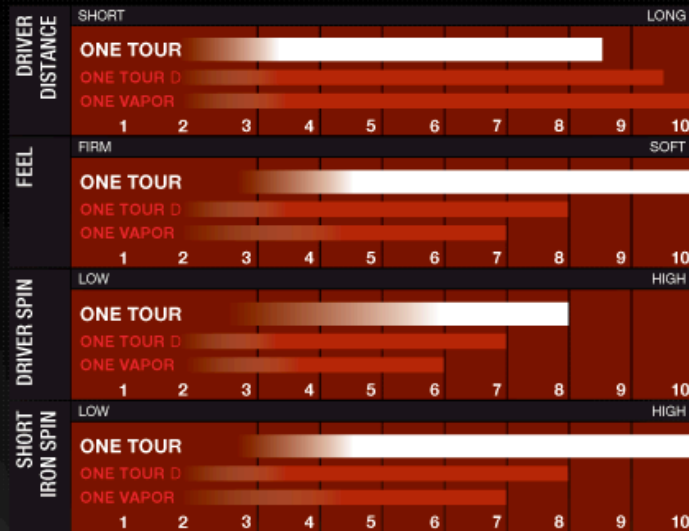 DRIVER DISTANCE
SHORT LONG
ONE TOUR
ONE TOUR D
ONE VAPOR
1 2 3 4 5 6 7 8 9 10
FEEL
FIRM SOFT
ONE TOUR
ONE TOUR D
ONE VAPOR
1 2 3 4 5 6 7 8 9 10
DRIVER SPIN
LOW HIGH
ONE TOUR
ONE TOUR D
ONE VAPOR
1 2 3 4 5 6 7 8 9 10
SHORT IRON SPIN
LOW HIGH
ONE TOUR
ONE TOUR D
ONE VAPOR
1 2 3 4 5 6 7 8 9 10